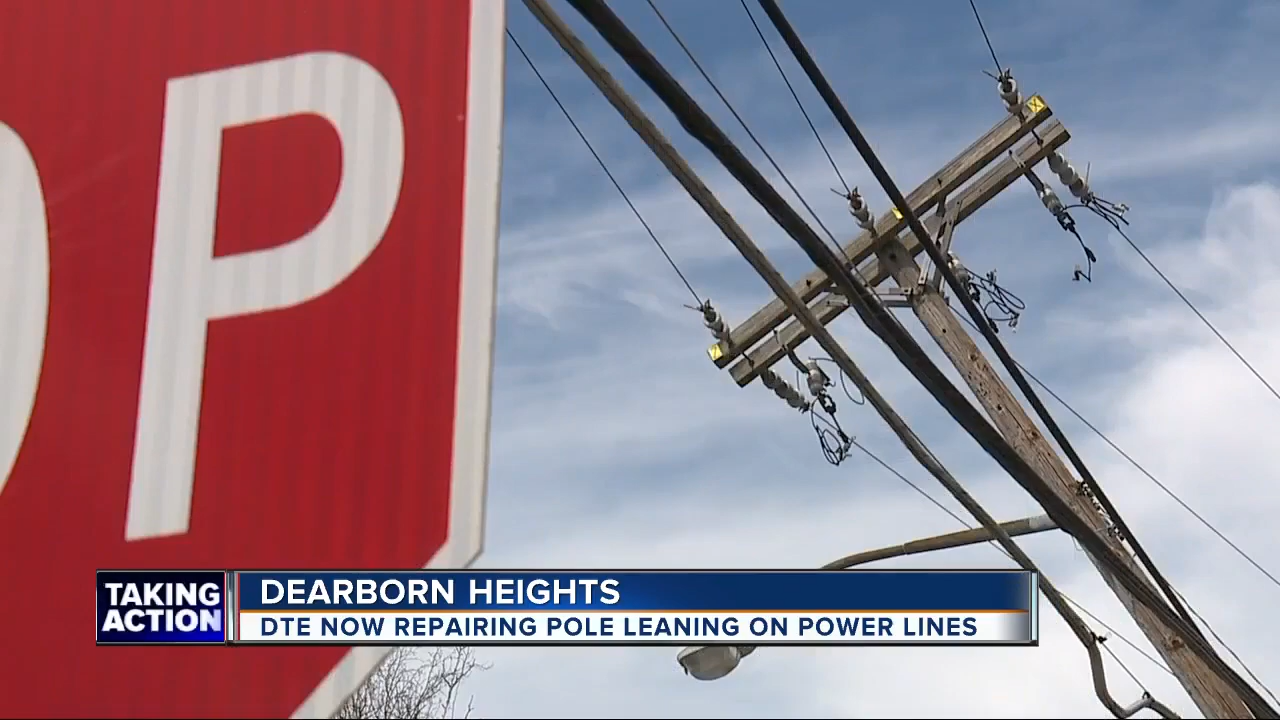 OP
TAKING
ACTION
DEARBORN HEIGHTS
DTE NOW REPAIRING POLE LEANING ON POWER LINES